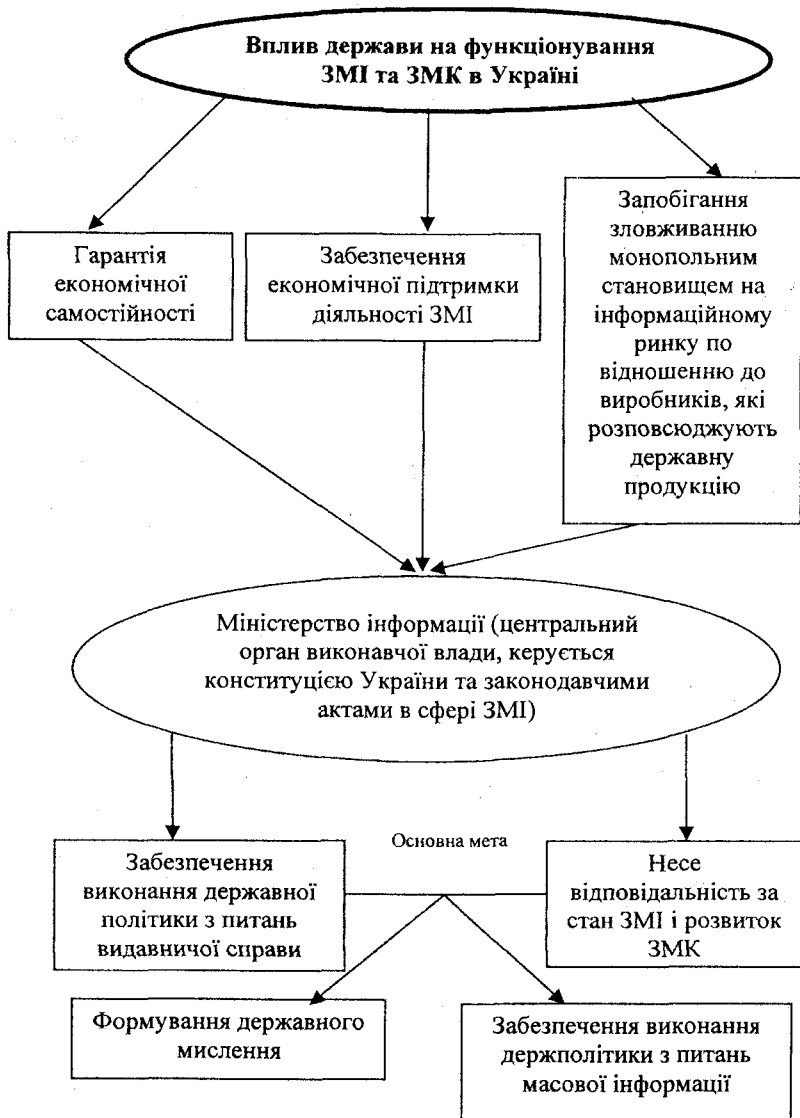 Вплив держави на функціонування
ЗМІ та ЗМК в Україні
Гарантія
економічної
самостійності
Забезпечення
економічної підтримки
діяльності ЗМІ
Запобігання
зловживанню
монопольним
становищем на
інформаційному
ринку по
відношенню до
виробників, які
розповсюджують
державну
продукцію
Міністерство інформації (центральний
орган виконавчої влади, керується
конституцією України та законодавчими
актами в сфері ЗМІ)
Забезпечення
виконання державної
політики з питань
видавничої справи
Основна мета
Несе
відповідальність за
стан ЗМІ і розвиток
ЗМК
Формування державного
мислення
Забезпечення виконання
держполітики з питань
масової інформації